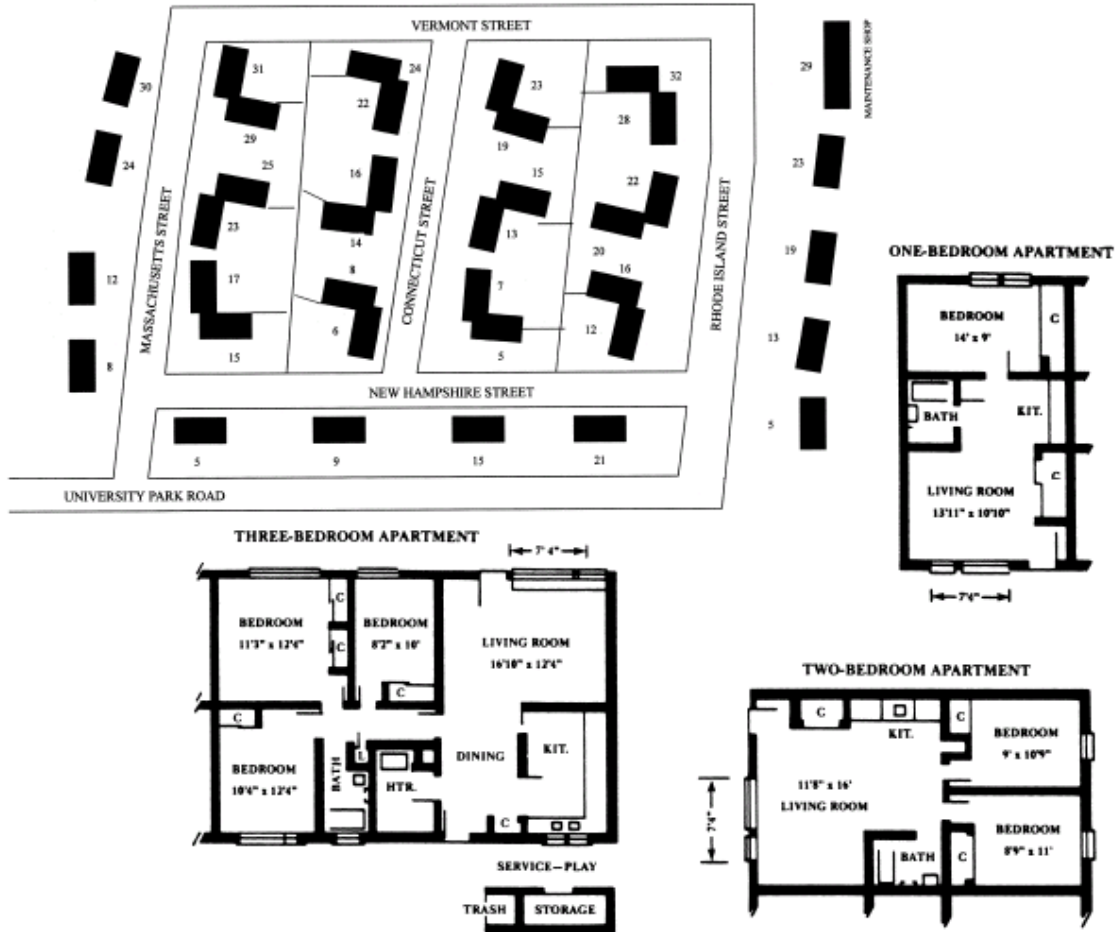 VERMONT STREET
MASSACHUSETTS STREET
CONNECTICUT STREET
RHODE ISLAND STREET
NEW HAMPSHIRE STREET
UNIVERSITY PARK ROAD
MAINTENANCE SHOP
30
24
12
8
31
29
25
23
17
15
24
22
16
14
8
6
23
19
15
13
7
5
32
28
22
20
16
12
29
23
19
13
5
5
9
15
21
ONE-BEDROOM APARTMENT
BEDROOM
14' x 9'
C
BATH
KIT.
LIVING ROOM
13'11" x 10'10"
C
7'4"
THREE-BEDROOM APARTMENT
7' 4"
BEDROOM
11'3" x 12'4"
C
C
BEDROOM
8'2" x 10'
C
LIVING ROOM
16'10" x 12'4"
C
BEDROOM
10'4" x 12'4"
BATH
L
HTR.
DINING
KIT.
C
SERVICE–PLAY
TRASH
STORAGE
TWO-BEDROOM APARTMENT
C
KIT.
C
BEDROOM
9' x 10'9"
11'8" x 16'
LIVING ROOM
7'4"
BATH
C
BEDROOM
8'9" x 11'